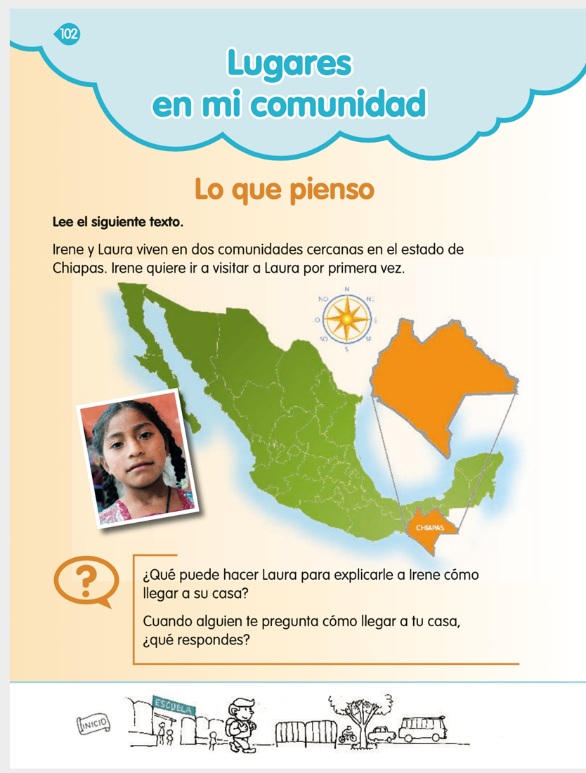 102
Lugares
en mi comunidad
Lo que pienso
Lee el siguiente texto.
Irene y Laura viven en dos comunidades cercanas en el estado de
Chiapas. Irene quiere ir a visitar a Laura por primera vez.
N
NO
NE
O
E
SO
SE
S
CHIAPAS
?
¿Qué puede hacer Laura para explicarle a Irene cómo
llegar a su casa?
Cuando alguien te pregunta cómo llegar a tu casa,
¿qué respondes?
INICIO
ESCUELA